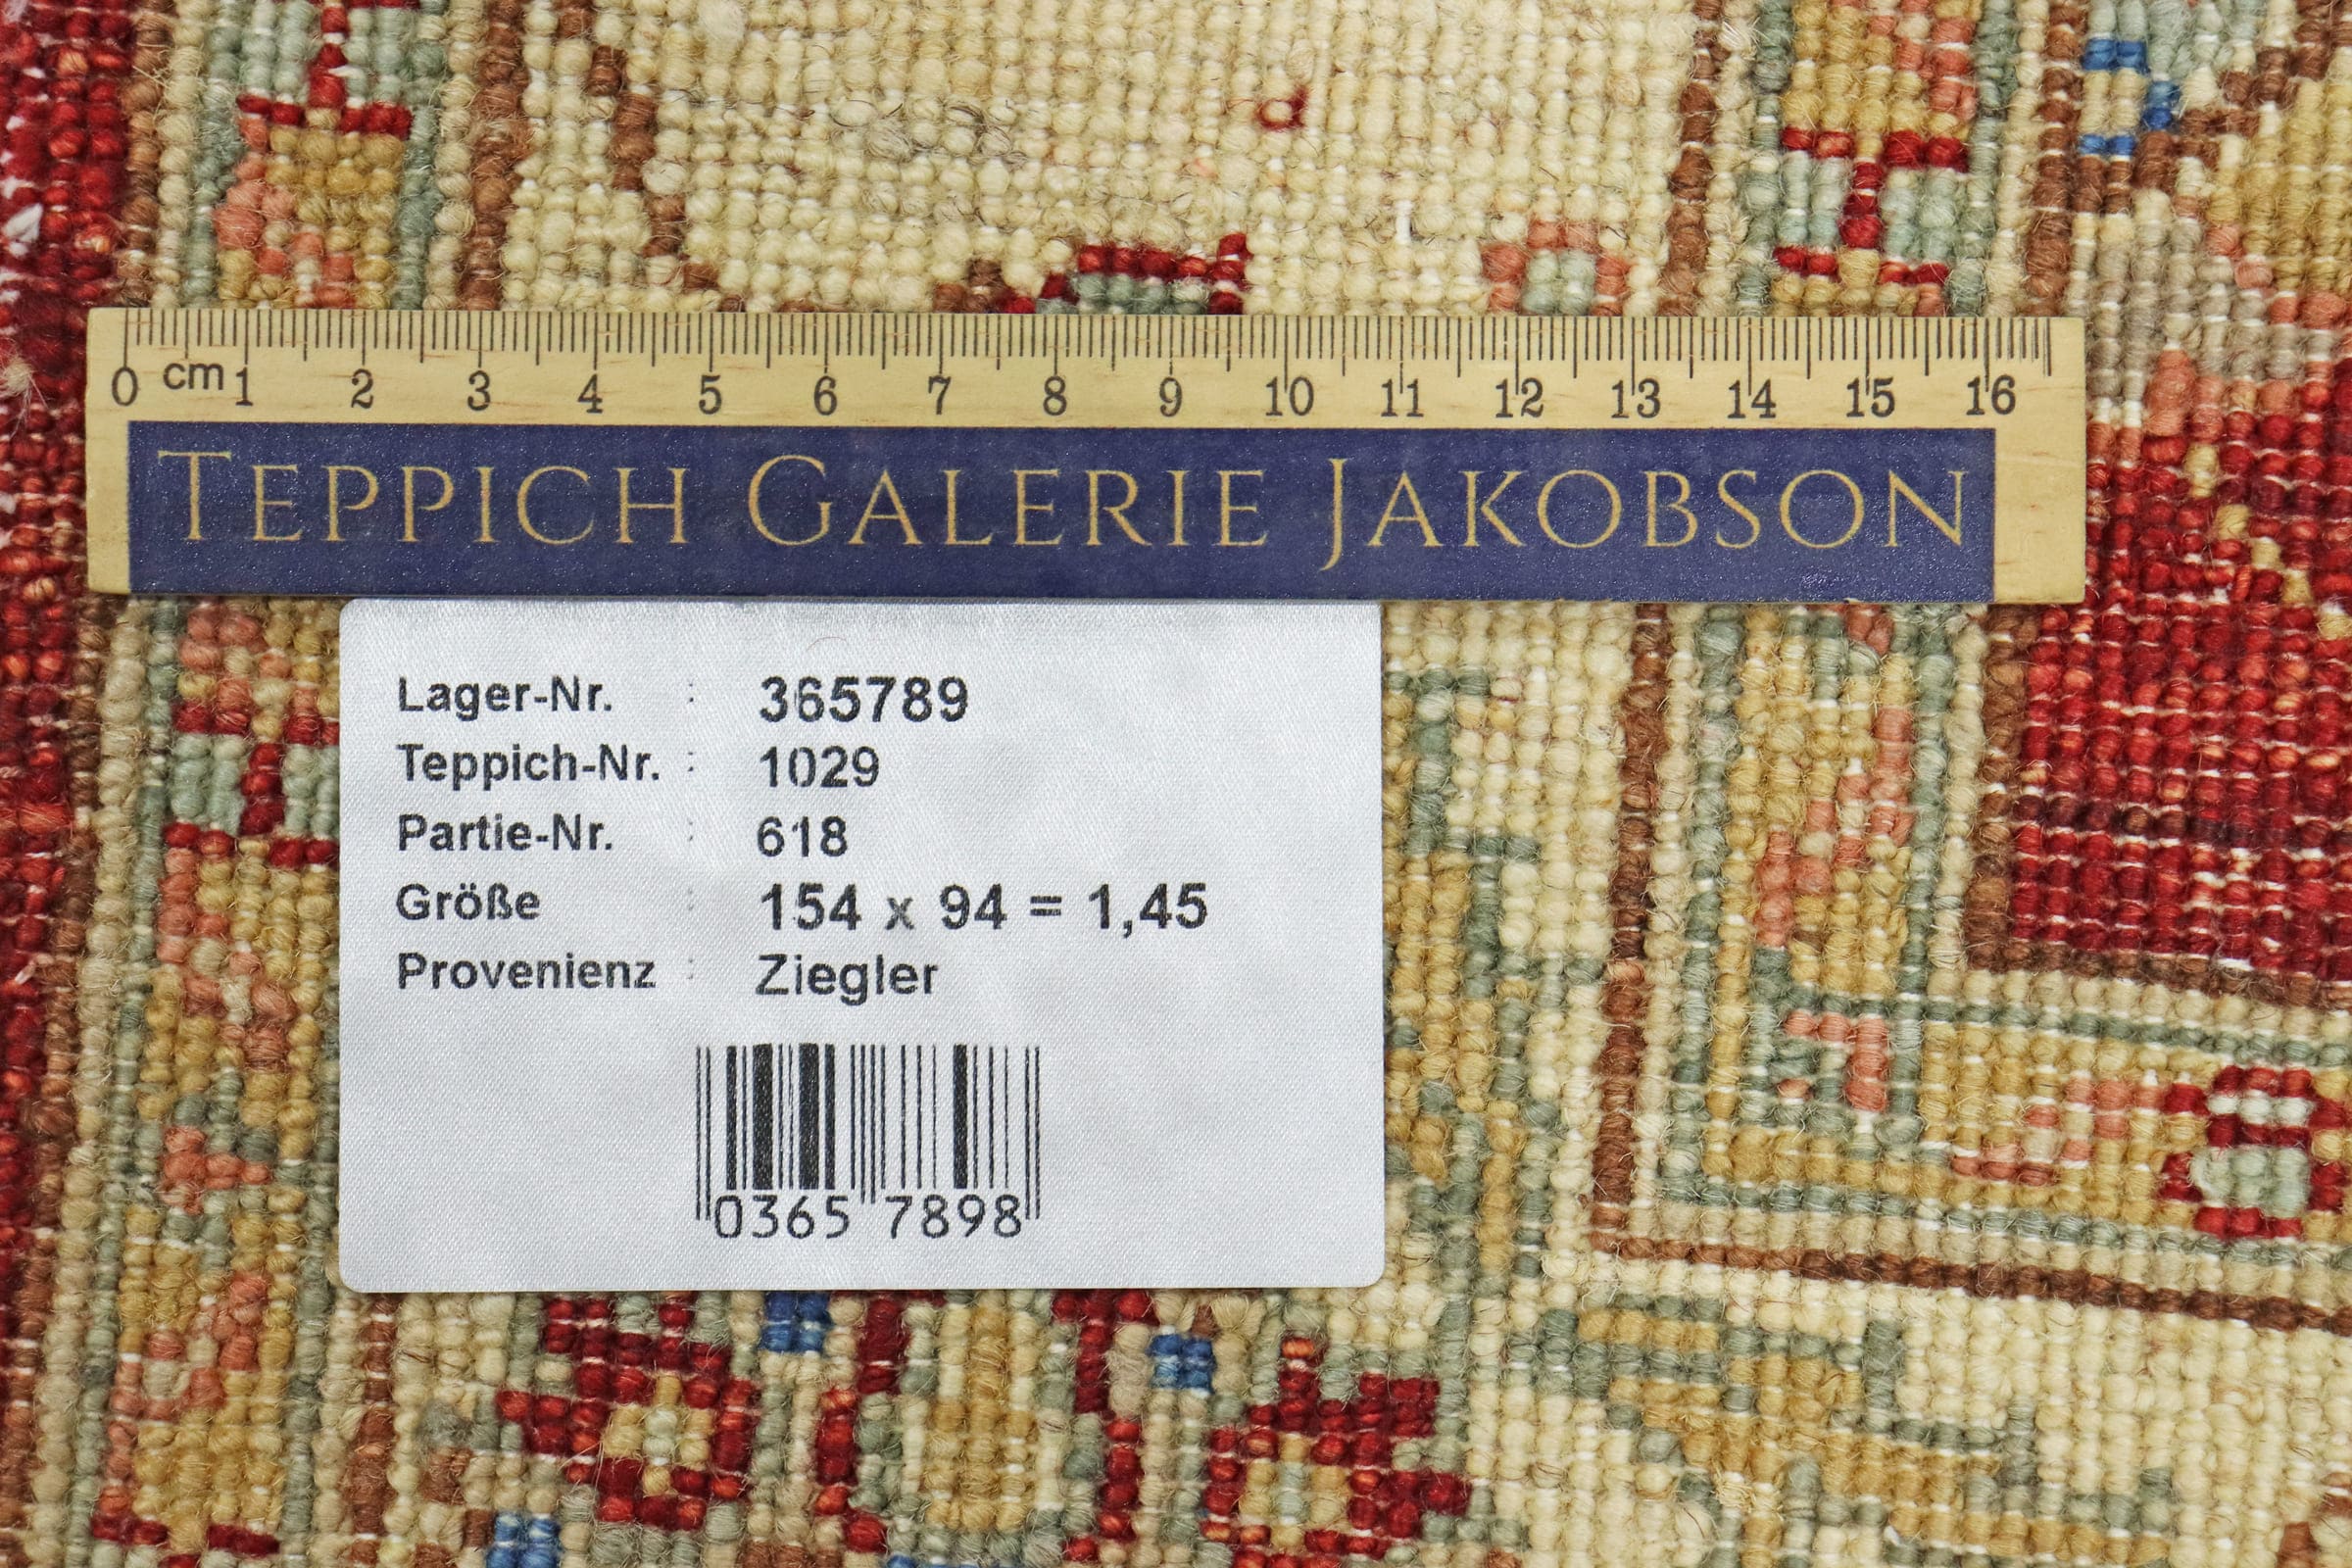 0 cm 1 2 3 4 5 6 7 8 9 10 11 12 13 14 15 16
TEPPICH GALERIE JAKOBSON
Lager-Nr. : 365789
Teppich-Nr. : 1029
Partie-Nr. : 618
Größe : 154 x 94 = 1,45
Provenienz : Ziegler
0365 7898